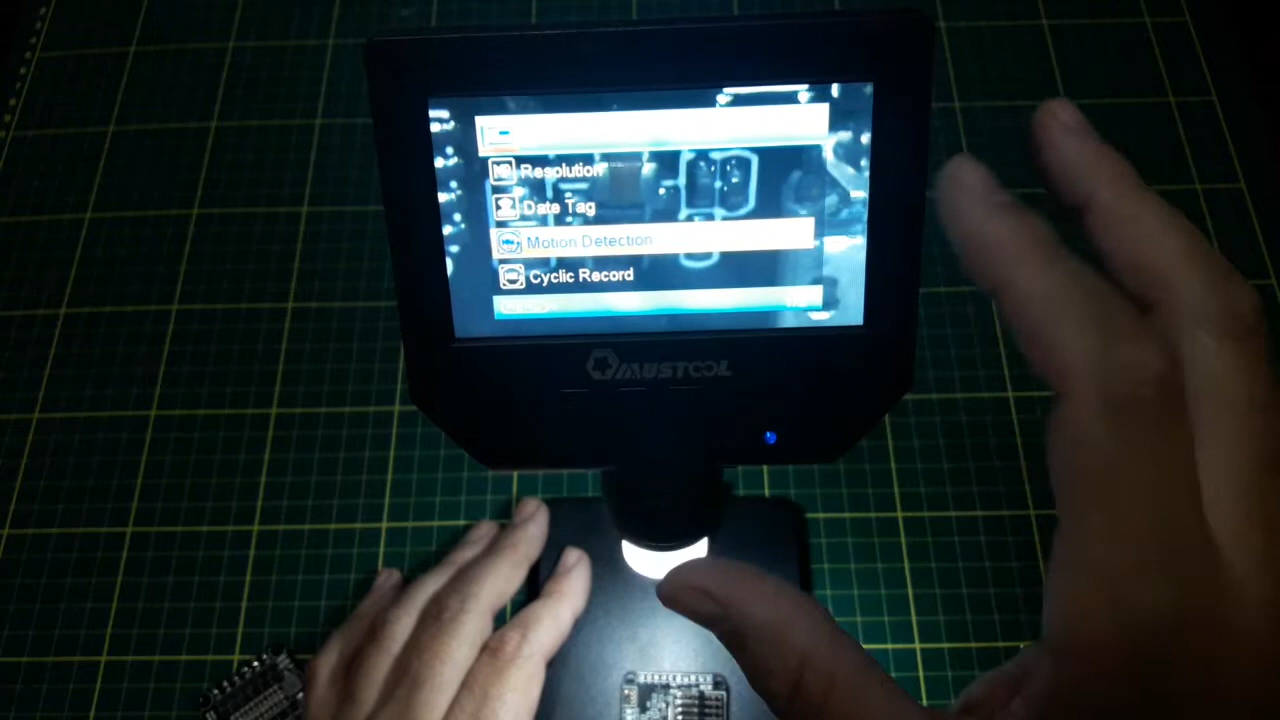 Resolution
Date Tag
Motion Detection
Cyclic Record
MUSTOOL